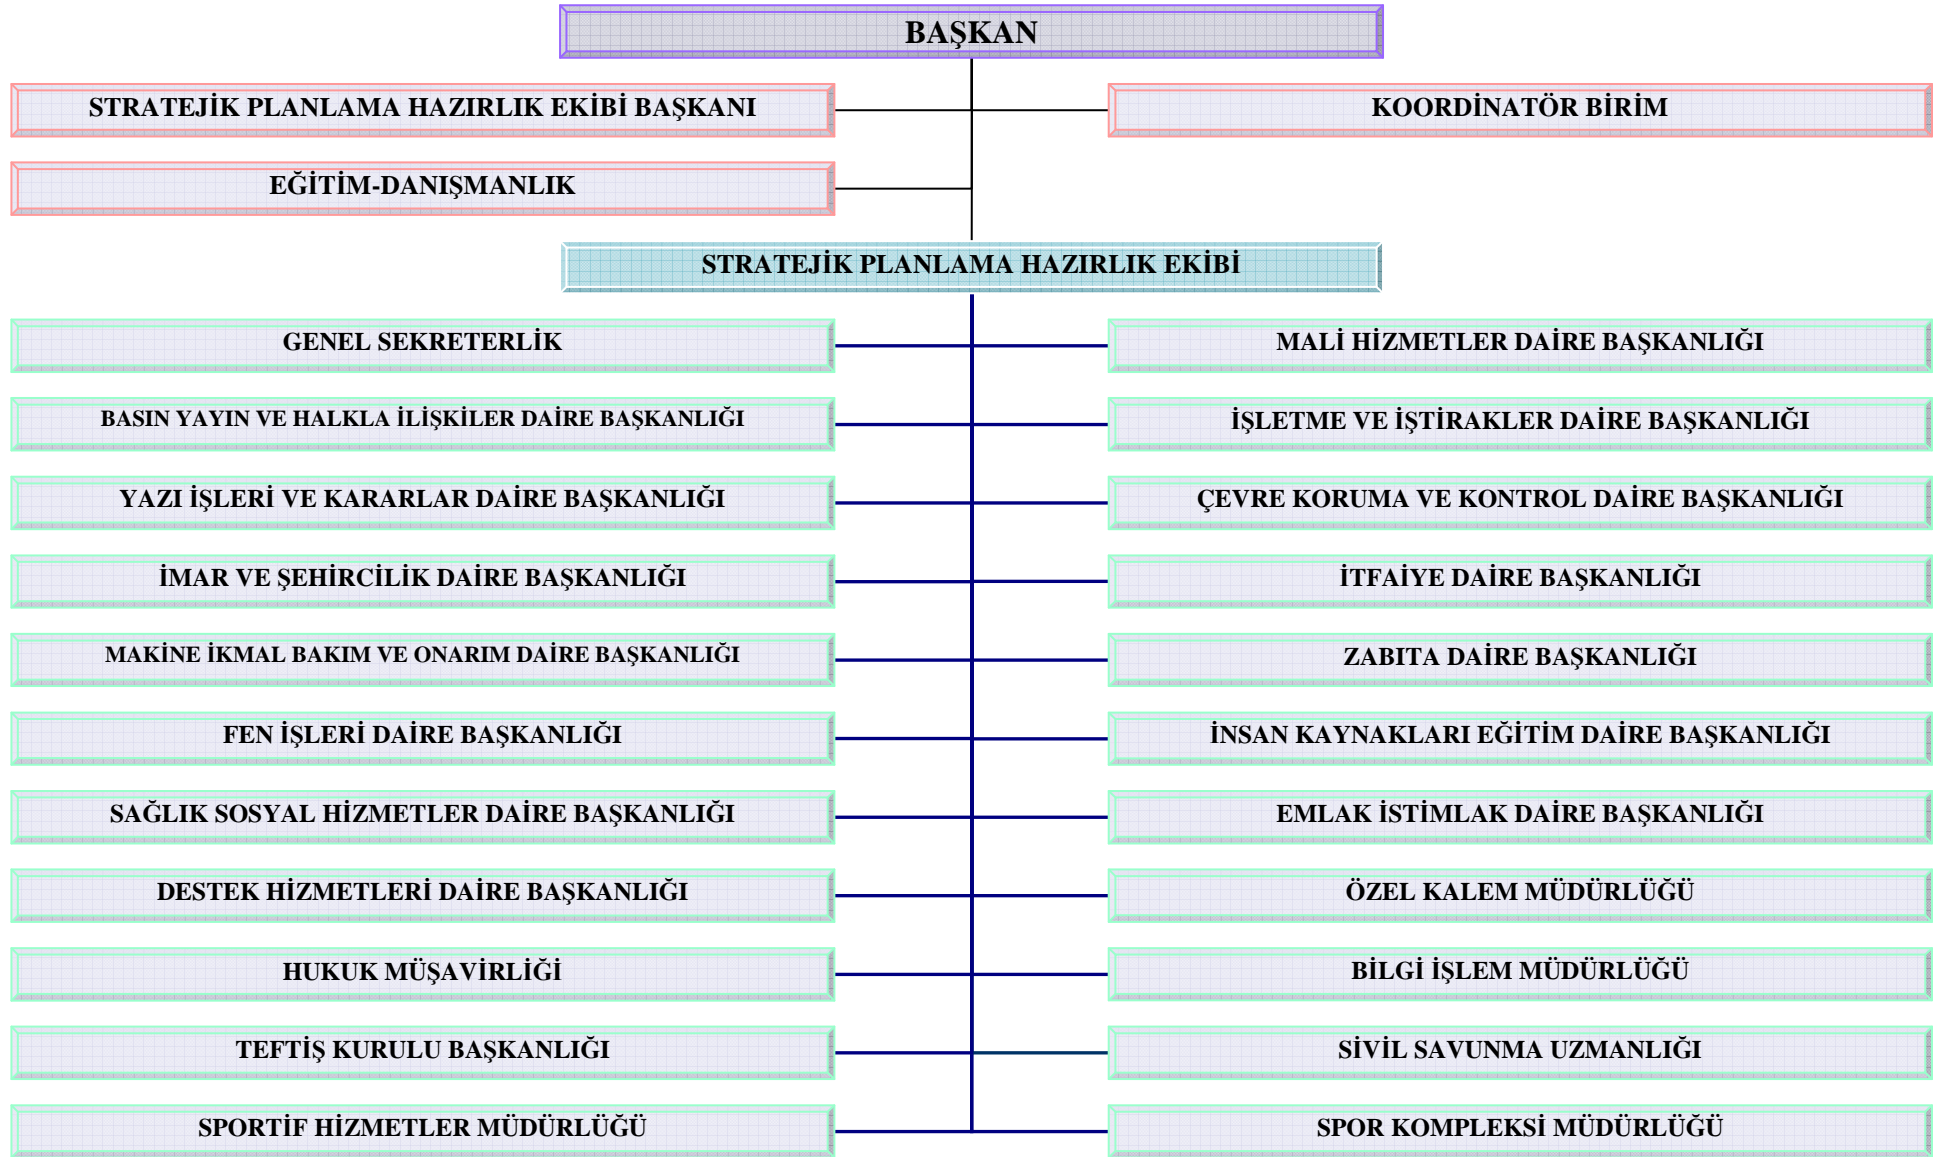 BAŞKAN
STRATEJİK PLANLAMA HAZIRLIK EKİBİ BAŞKANI
KOORDİNATÖR BİRİM
EĞİTİM-DANIŞMANLIK
STRATEJİK PLANLAMA HAZIRLIK EKİBİ
GENEL SEKRETERLİK
MALİ HİZMETLER DAİRE BAŞKANLIĞI
BASIN YAYIN VE HALKLA İLİŞKİLER DAİRE BAŞKANLIĞI
İŞLETME VE İŞTİRAKLER DAİRE BAŞKANLIĞI
YAZI İŞLERİ VE KARARLAR DAİRE BAŞKANLIĞI
ÇEVRE KORUMA VE KONTROL DAİRE BAŞKANLIĞI
İMAR VE ŞEHİRCİLİK DAİRE BAŞKANLIĞI
İTFAİYE DAİRE BAŞKANLIĞI
MAKİNE İKMAL BAKIM VE ONARIM DAİRE BAŞKANLIĞI
ZABITA DAİRE BAŞKANLIĞI
FEN İŞLERİ DAİRE BAŞKANLIĞI
İNSAN KAYNAKLARI EĞİTİM DAİRE BAŞKANLIĞI
SAĞLIK SOSYAL HİZMETLER DAİRE BAŞKANLIĞI
EMLAK İSTİMLAK DAİRE BAŞKANLIĞI
DESTEK HİZMETLERİ DAİRE BAŞKANLIĞI
ÖZEL KALEM MÜDÜRLÜĞÜ
HUKUK MÜŞAVİRLİĞİ
BİLGİ İŞLEM MÜDÜRLÜĞÜ
TEFTİŞ KURULU BAŞKANLIĞI
SİVİL SAVUNMA UZMANLIĞI
SPORTİF HİZMETLER MÜDÜRLÜĞÜ
SPOR KOMPLEKSİ MÜDÜRLÜĞÜ